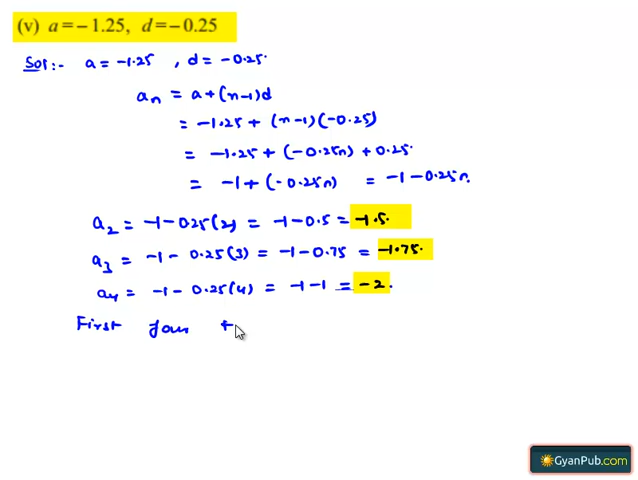 (v) a = – 1.25, d = – 0.25
Sol:- a = -1.25 , d = -0.25.
an = a+(n-1)d
= -1.25 + (n-1)(-0.25)
= -1.25 + (-0.25n) + 0.25.
= -1 + (-0.25n) = -1 - 0.25n.
a2 = -1 - 0.25(2) = -1 - 0.5 = -1.5.
a3 = -1 - 0.25(3) = -1 - 0.75 = -1.75.
a4 = -1 - 0.25(4) = -1 - 1 = -2.
First four t
GyanPub.com